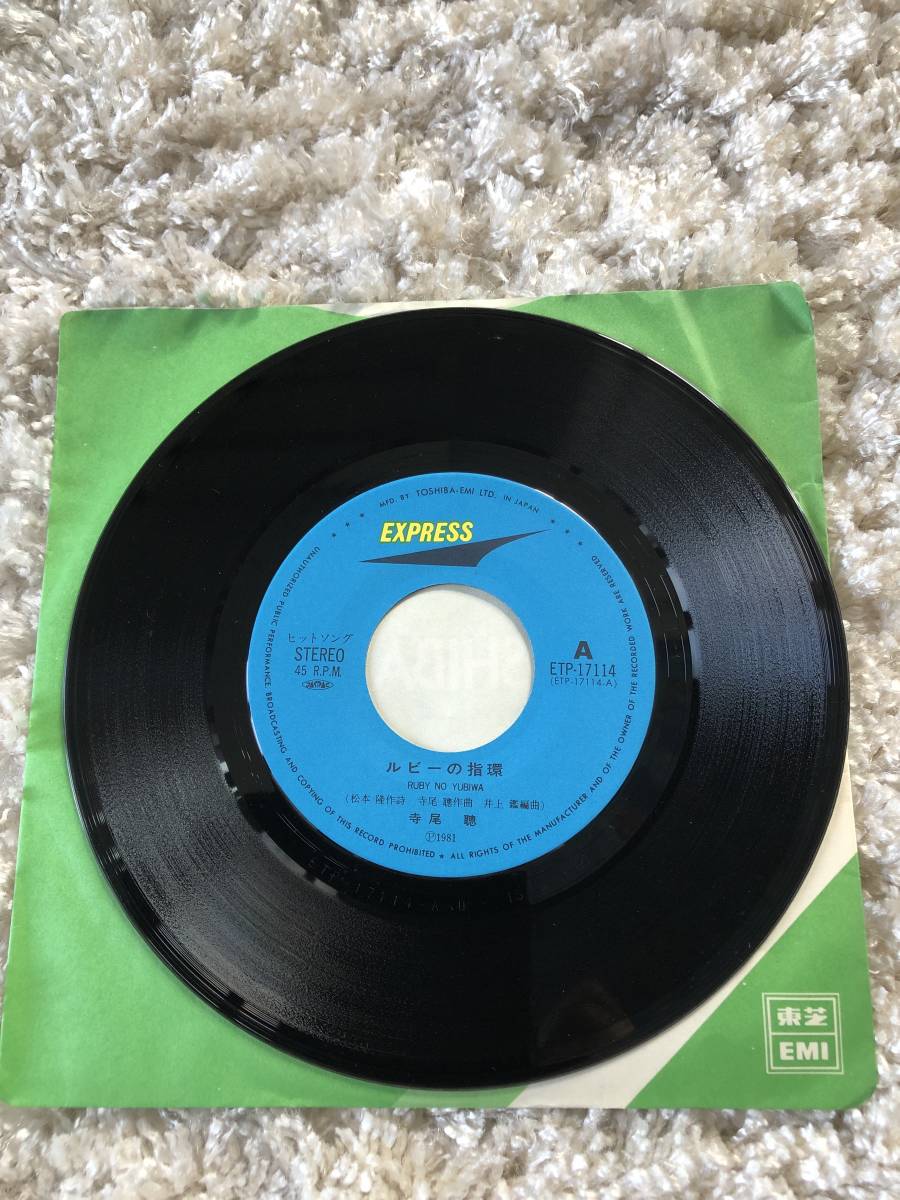 MFD. BY TOSHIBA-EMI LTD. IN JAPAN
EXPRESS
ヒットソング
STEREO
45 R.P.M.
A
ETP-17114
(ETP-17114-A)
ルビーの指環
RUBY NO YUBIWA
(松本 隆作詩 寺尾 聰作曲 井上 鑑編曲)
寺尾 聰
Ⓟ1981
UNAUTHORIZED PUBLIC PERFORMANCE, BROADCASTING AND COPYING OF THIS RECORD PROHIBITED ★ ALL RIGHTS OF THE MANUFACTURER AND OF THE OWNER OF THE RECORDED WORK ARE RESERVED
東芝
EMI